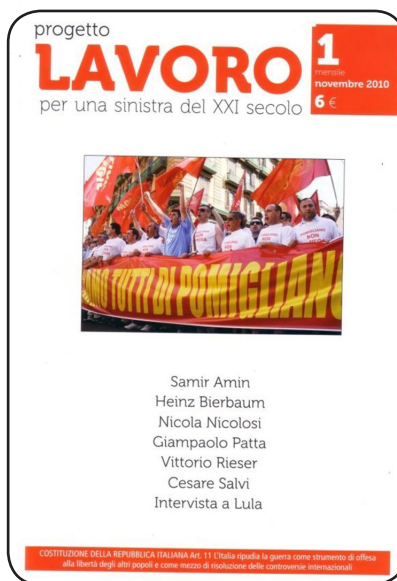 progetto
LAVORO
per una sinistra del XXI secolo
1
mensile
novembre 2010
6 €
TUTTI DI POMIGLIANO
Samir Amin
Heinz Bierbaum
Nicola Nicolosi
Giampaolo Patta
Vittorio Rieser
Cesare Salvi
Intervista a Lula
COSTITUZIONE DELLA REPUBBLICA ITALIANA Art. 11 L'Italia ripudia la guerra come strumento di offesa
alla libertà degli altri popoli e come mezzo di risoluzione delle controversie internazionali